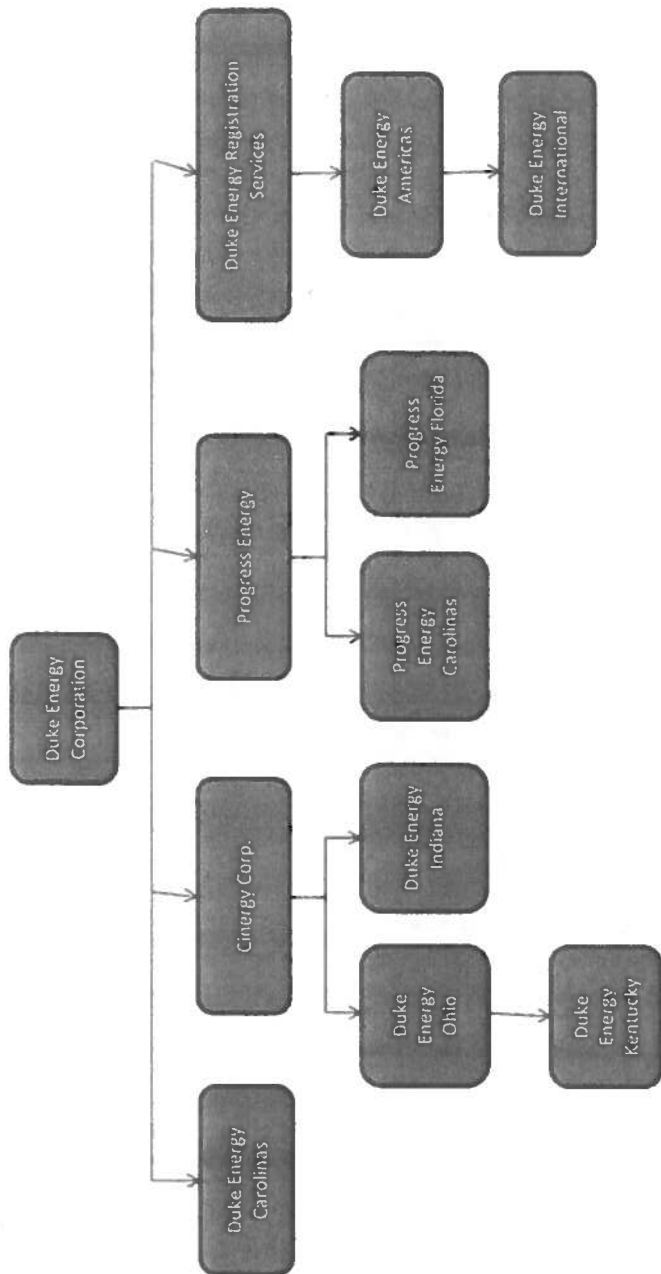 Duke Energy
Corporation
Duke Energy
Carolinas
Cinergy Corp.
Progress Energy
Duke Energy Registration
Services
Duke
Energy
Ohio
Duke Energy
Indiana
Progress
Energy
Carolinas
Progress
Energy Florida
Duke Energy
Americas
Duke
Energy
Kentucky
Duke Energy
International